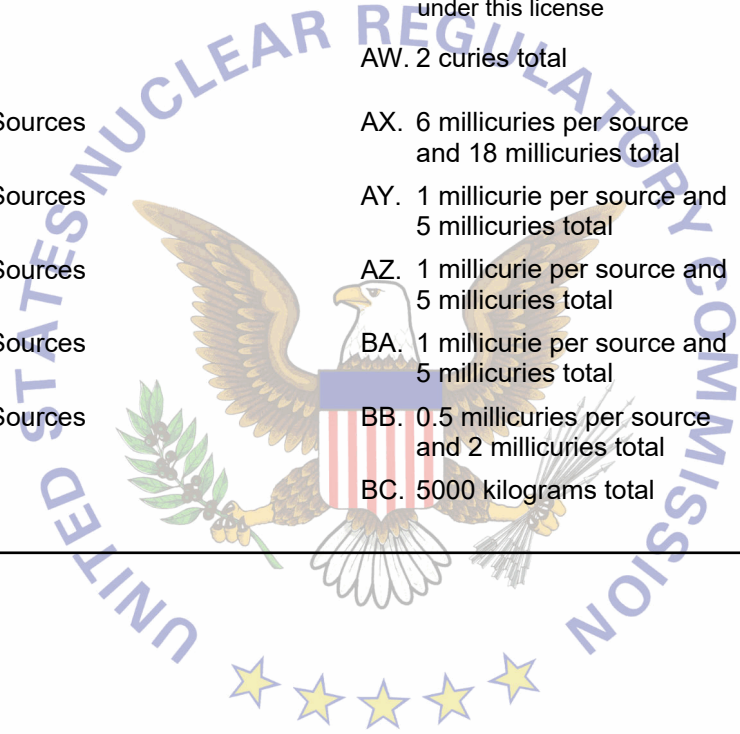 under this license
AW. 2 curies total
Sources AX. 6 millicuries per source
and 18 millicuries total
Sources AY. 1 millicurie per source and
5 millicuries total
Sources AZ. 1 millicurie per source and
5 millicuries total
Sources BA. 1 millicurie per source and
5 millicuries total
Sources BB. 0.5 millicuries per source
and 2 millicuries total
BC. 5000 kilograms total
UNITED STATES NUCLEAR REGULATORY COMMISSION